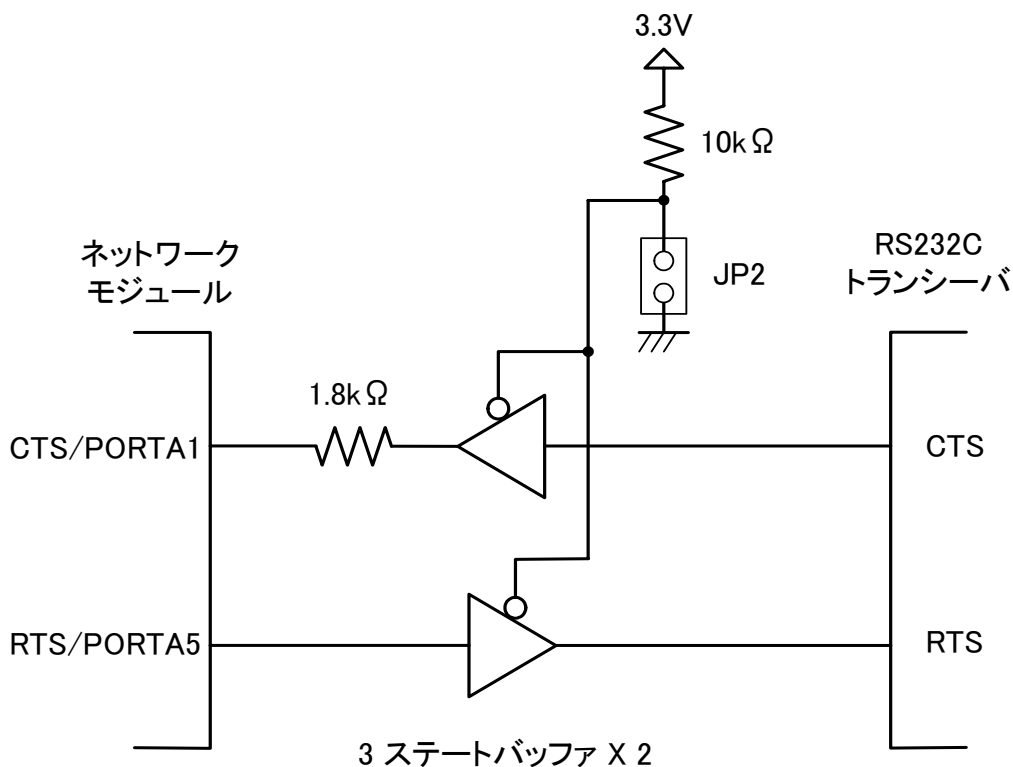 3.3V
10kΩ
ネットワーク
モジュール
JP2
RS232C
トランシーバ
1.8kΩ
CTS/PORTA1
CTS
RTS/PORTA5
RTS
3 ステートバッファ X 2